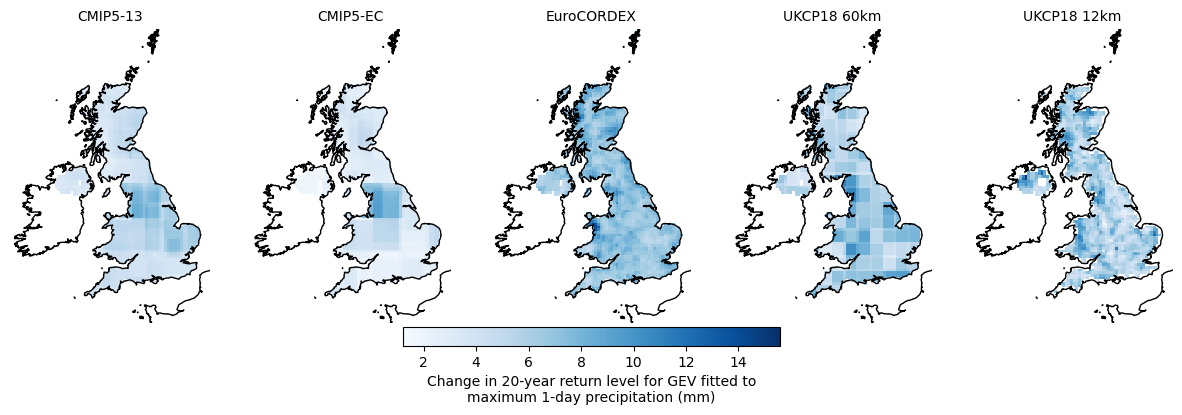 CMIP5-13 CMIP5-EC EuroCORDEX UKCP18 60km UKCP18 12km
2 4 6 8 10 12 14
Change in 20-year return level for GEV fitted to
maximum 1-day precipitation (mm)